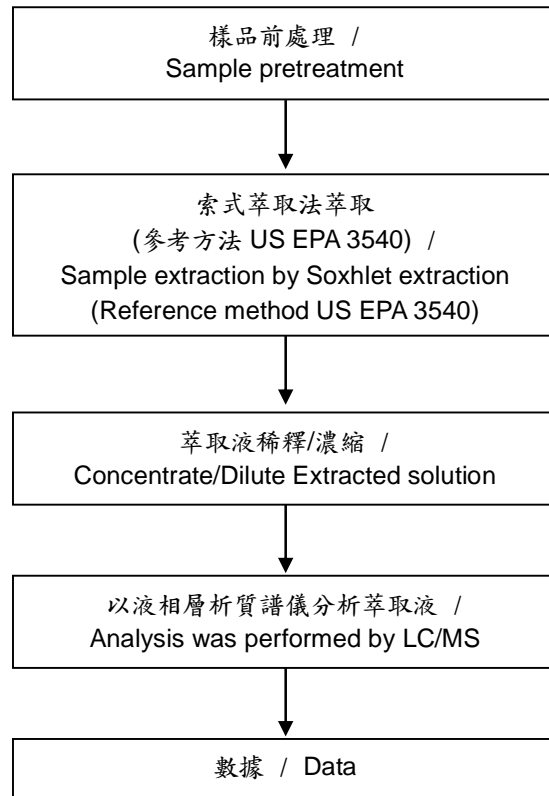 樣品前處理 /
Sample pretreatment
索式萃取法萃取
(參考方法 US EPA 3540) /
Sample extraction by Soxhlet extraction
(Reference method US EPA 3540)
萃取液稀釋/濃縮 /
Concentrate/Dilute Extracted solution
以液相層析質譜儀分析萃取液 /
Analysis was performed by LC/MS
數據 / Data